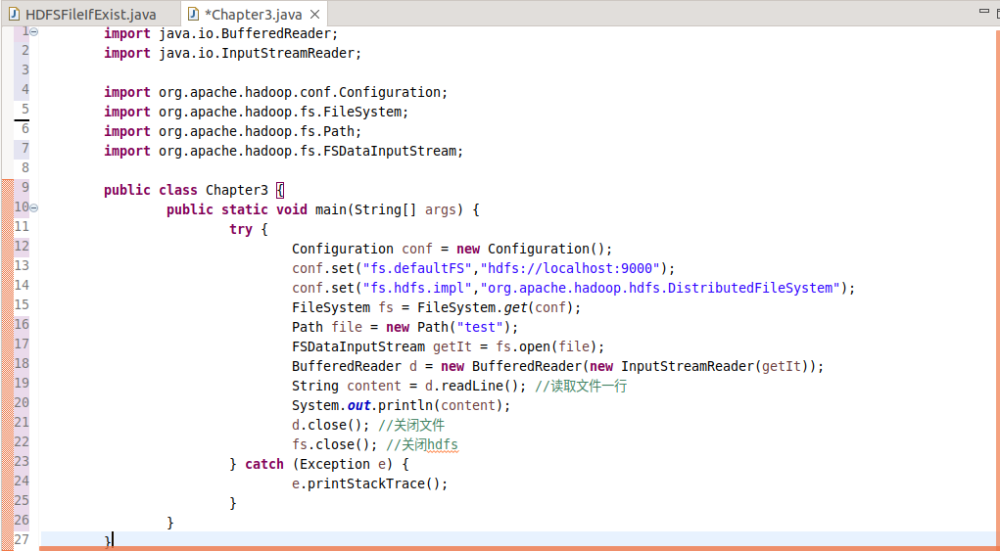 HDFSFileIfExist.java *Chapter3.java
1 import java.io.BufferedReader;
2 import java.io.InputStreamReader;
3
4 import org.apache.hadoop.conf.Configuration;
5 import org.apache.hadoop.fs.FileSystem;
6 import org.apache.hadoop.fs.Path;
7 import org.apache.hadoop.fs.FSDataInputStream;
8
9 public class Chapter3 {
10 public static void main(String[] args) {
11 try {
12 Configuration conf = new Configuration();
13 conf.set("fs.defaultFS","hdfs://localhost:9000");
14 conf.set("fs.hdfs.impl","org.apache.hadoop.hdfs.DistributedFileSystem");
15 FileSystem fs = FileSystem.get(conf);
16 Path file = new Path("test");
17 FSDataInputStream getIt = fs.open(file);
18 BufferedReader d = new BufferedReader(new InputStreamReader(getIt));
19 String content = d.readLine(); //读取文件一行
20 System.out.println(content);
21 d.close(); //关闭文件
22 fs.close(); //关闭hdfs
23 } catch (Exception e) {
24 e.printStackTrace();
25 }
26 }
27 }